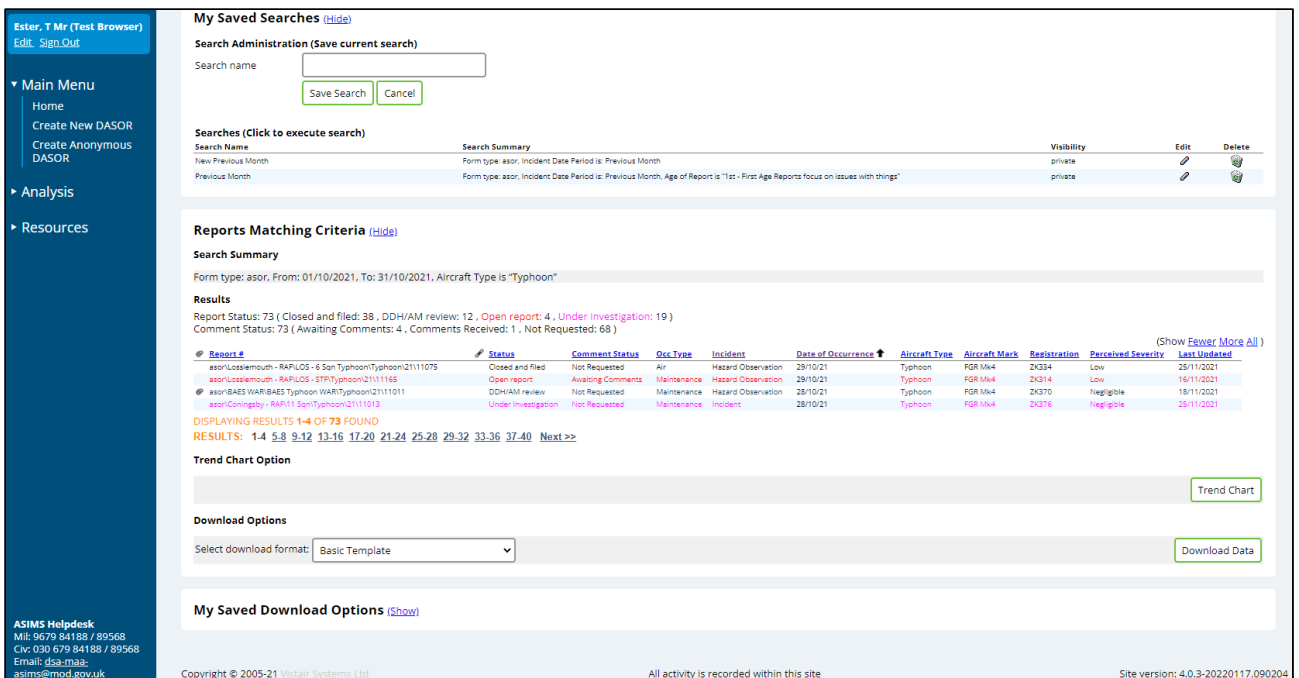 Ester, T Mr (Test Browser)
Edit Sign Out
Main Menu
Home
Create New DASOR
Create Anonymous
DASOR
Analysis
Resources
ASIMS Helpdesk
Mil: 9679 84188 / 89568
Civ: 030 679 84188 / 89568
Email: dsa-maa-
asims@mod.gov.uk
My Saved Searches (Hide)
Search Administration (Save current search)
Search name
Save Search Cancel
Searches (Click to execute search)
Search Name Search Summary Visibility Edit Delete
New Previous Month Form type: asor, Incident Date Period is: Previous Month private
Previous Month Form type: asor, Incident Date Period is: Previous Month, Age of Report is "1st - First Age Reports focus on issues with things" private
Reports Matching Criteria (Hide)
Search Summary
Form type: asor, From: 01/10/2021, To: 31/10/2021, Aircraft Type is "Typhoon"
Results
Report Status: 73 ( Closed and filed: 38 , DDH/AM review: 12 , Open report: 4 , Under Investigation: 19 )
Comment Status: 73 ( Awaiting Comments: 4 , Comments Received: 1 , Not Requested: 68 )
(Show Fewer More All )
Report # Status Comment Status Occ Type Incident Date of Occurrence Aircraft Type Aircraft Mark Registration Perceived Severity Last Updated
asor\Lossiemouth - RAF\LOS - 6 Sqn Typhoon\Typhoon\21\11075 Closed and filed Not Requested Air Hazard Observation 29/10/21 Typhoon FGR Mk4 ZK334 Low 25/11/2021
asor\Lossiemouth - RAF\LOS - STF\Typhoon\21\11165 Open report Awaiting Comments Maintenance Hazard Observation 29/10/21 Typhoon FGR Mk4 ZK314 Low 16/11/2021
asor\BAES WAR\BAES Typhoon WAR\Typhoon\21\11011 DDH/AM review Not Requested Maintenance Hazard Observation 28/10/21 Typhoon FGR Mk4 ZK370 Negligible 18/11/2021
asor\Coningsby - RAF\11 Sqn\Typhoon\21\11013 Under Investigation Not Requested Maintenance Incident 28/10/21 Typhoon FGR Mk4 ZK376 Negligible 25/11/2021
DISPLAYING RESULTS 1-4 OF 73 FOUND
RESULTS: 1-4 5-8 9-12 13-16 17-20 21-24 25-28 29-32 33-36 37-40 Next >>
Trend Chart Option
Trend Chart
Download Options
Select download format: Basic Template Download Data
My Saved Download Options (Show)
Copyright © 2005-21 Vistair Systems Ltd All activity is recorded within this site Site version: 4.0.3-20220117.090204